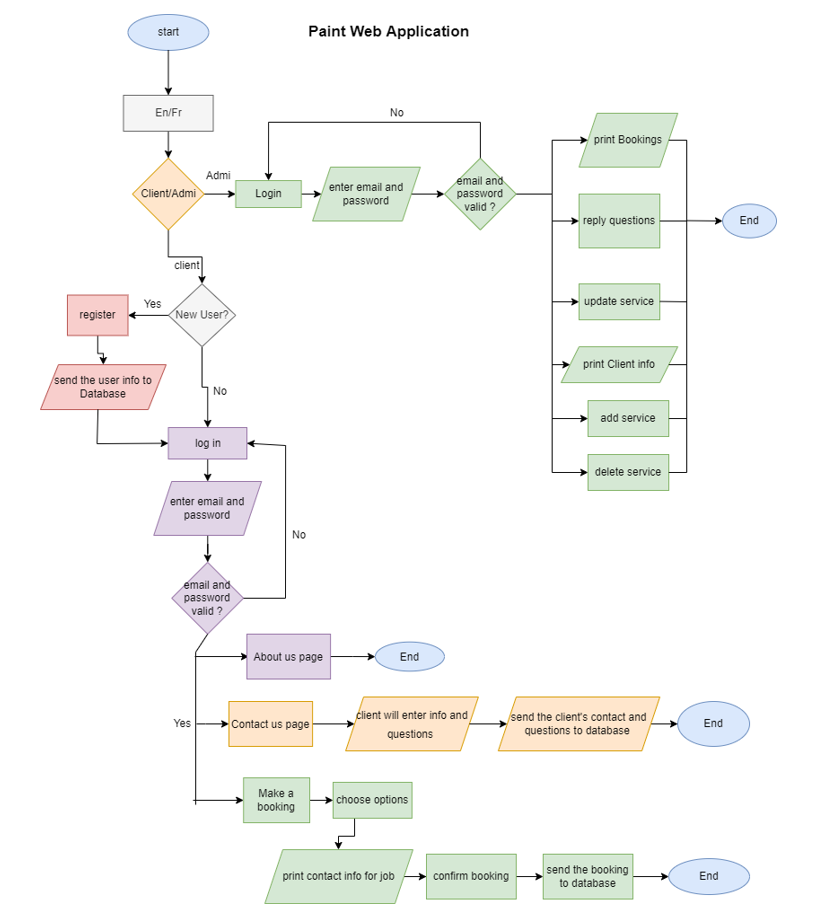 start
Paint Web Application
En/Fr
No
print Bookings
Client/Admi
Admi
Login
enter email and
password
email and
password
valid ?
reply questions
End
client
update service
register
Yes
New User?
print Client info
send the user info to
Database
No
add service
log in
delete service
enter email and
password
No
email and
password
valid ?
About us page
End
Yes
Contact us page
client will enter info and
questions
send the client's contact and
questions to database
End
Make a
booking
choose options
print contact info for job
confirm booking
send the booking
to database
End